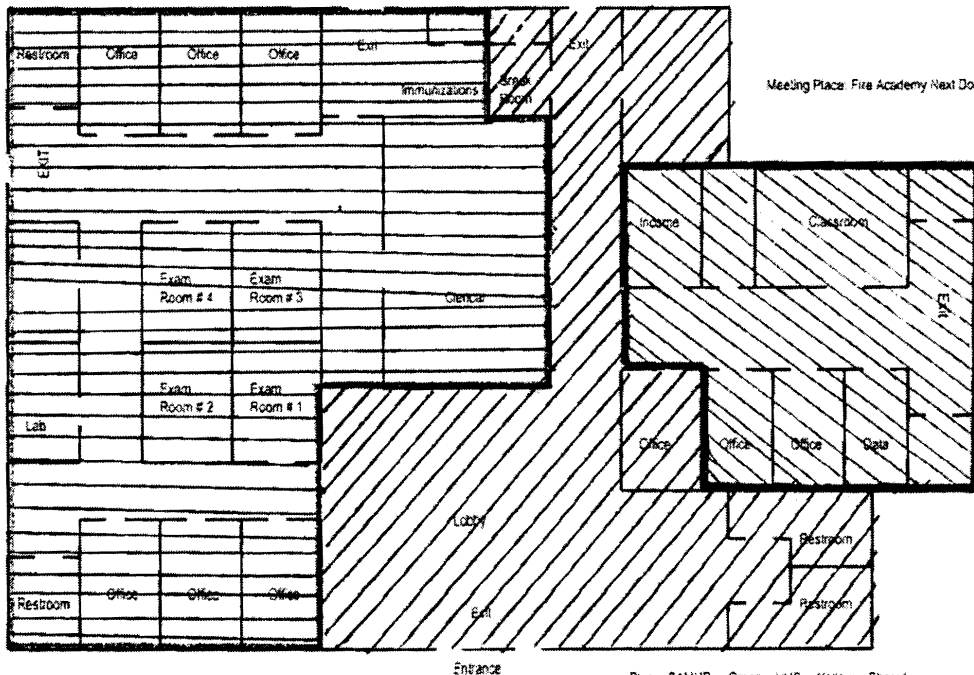 Restroom
Office
Office
Office
Exit
Immunizations
Break
Room
Exit
Meeting Place: Fire Academy Next Do
EXIT
Income
Classroom
Exit
Exam
Room # 4
Exam
Room # 3
Clerical
Exam
Room # 2
Exam
Room # 1
Lab
Office
Office
Office
Data
Lobby
Restroom
Restroom
Restroom
Office
Office
Office
Exit
Entrance